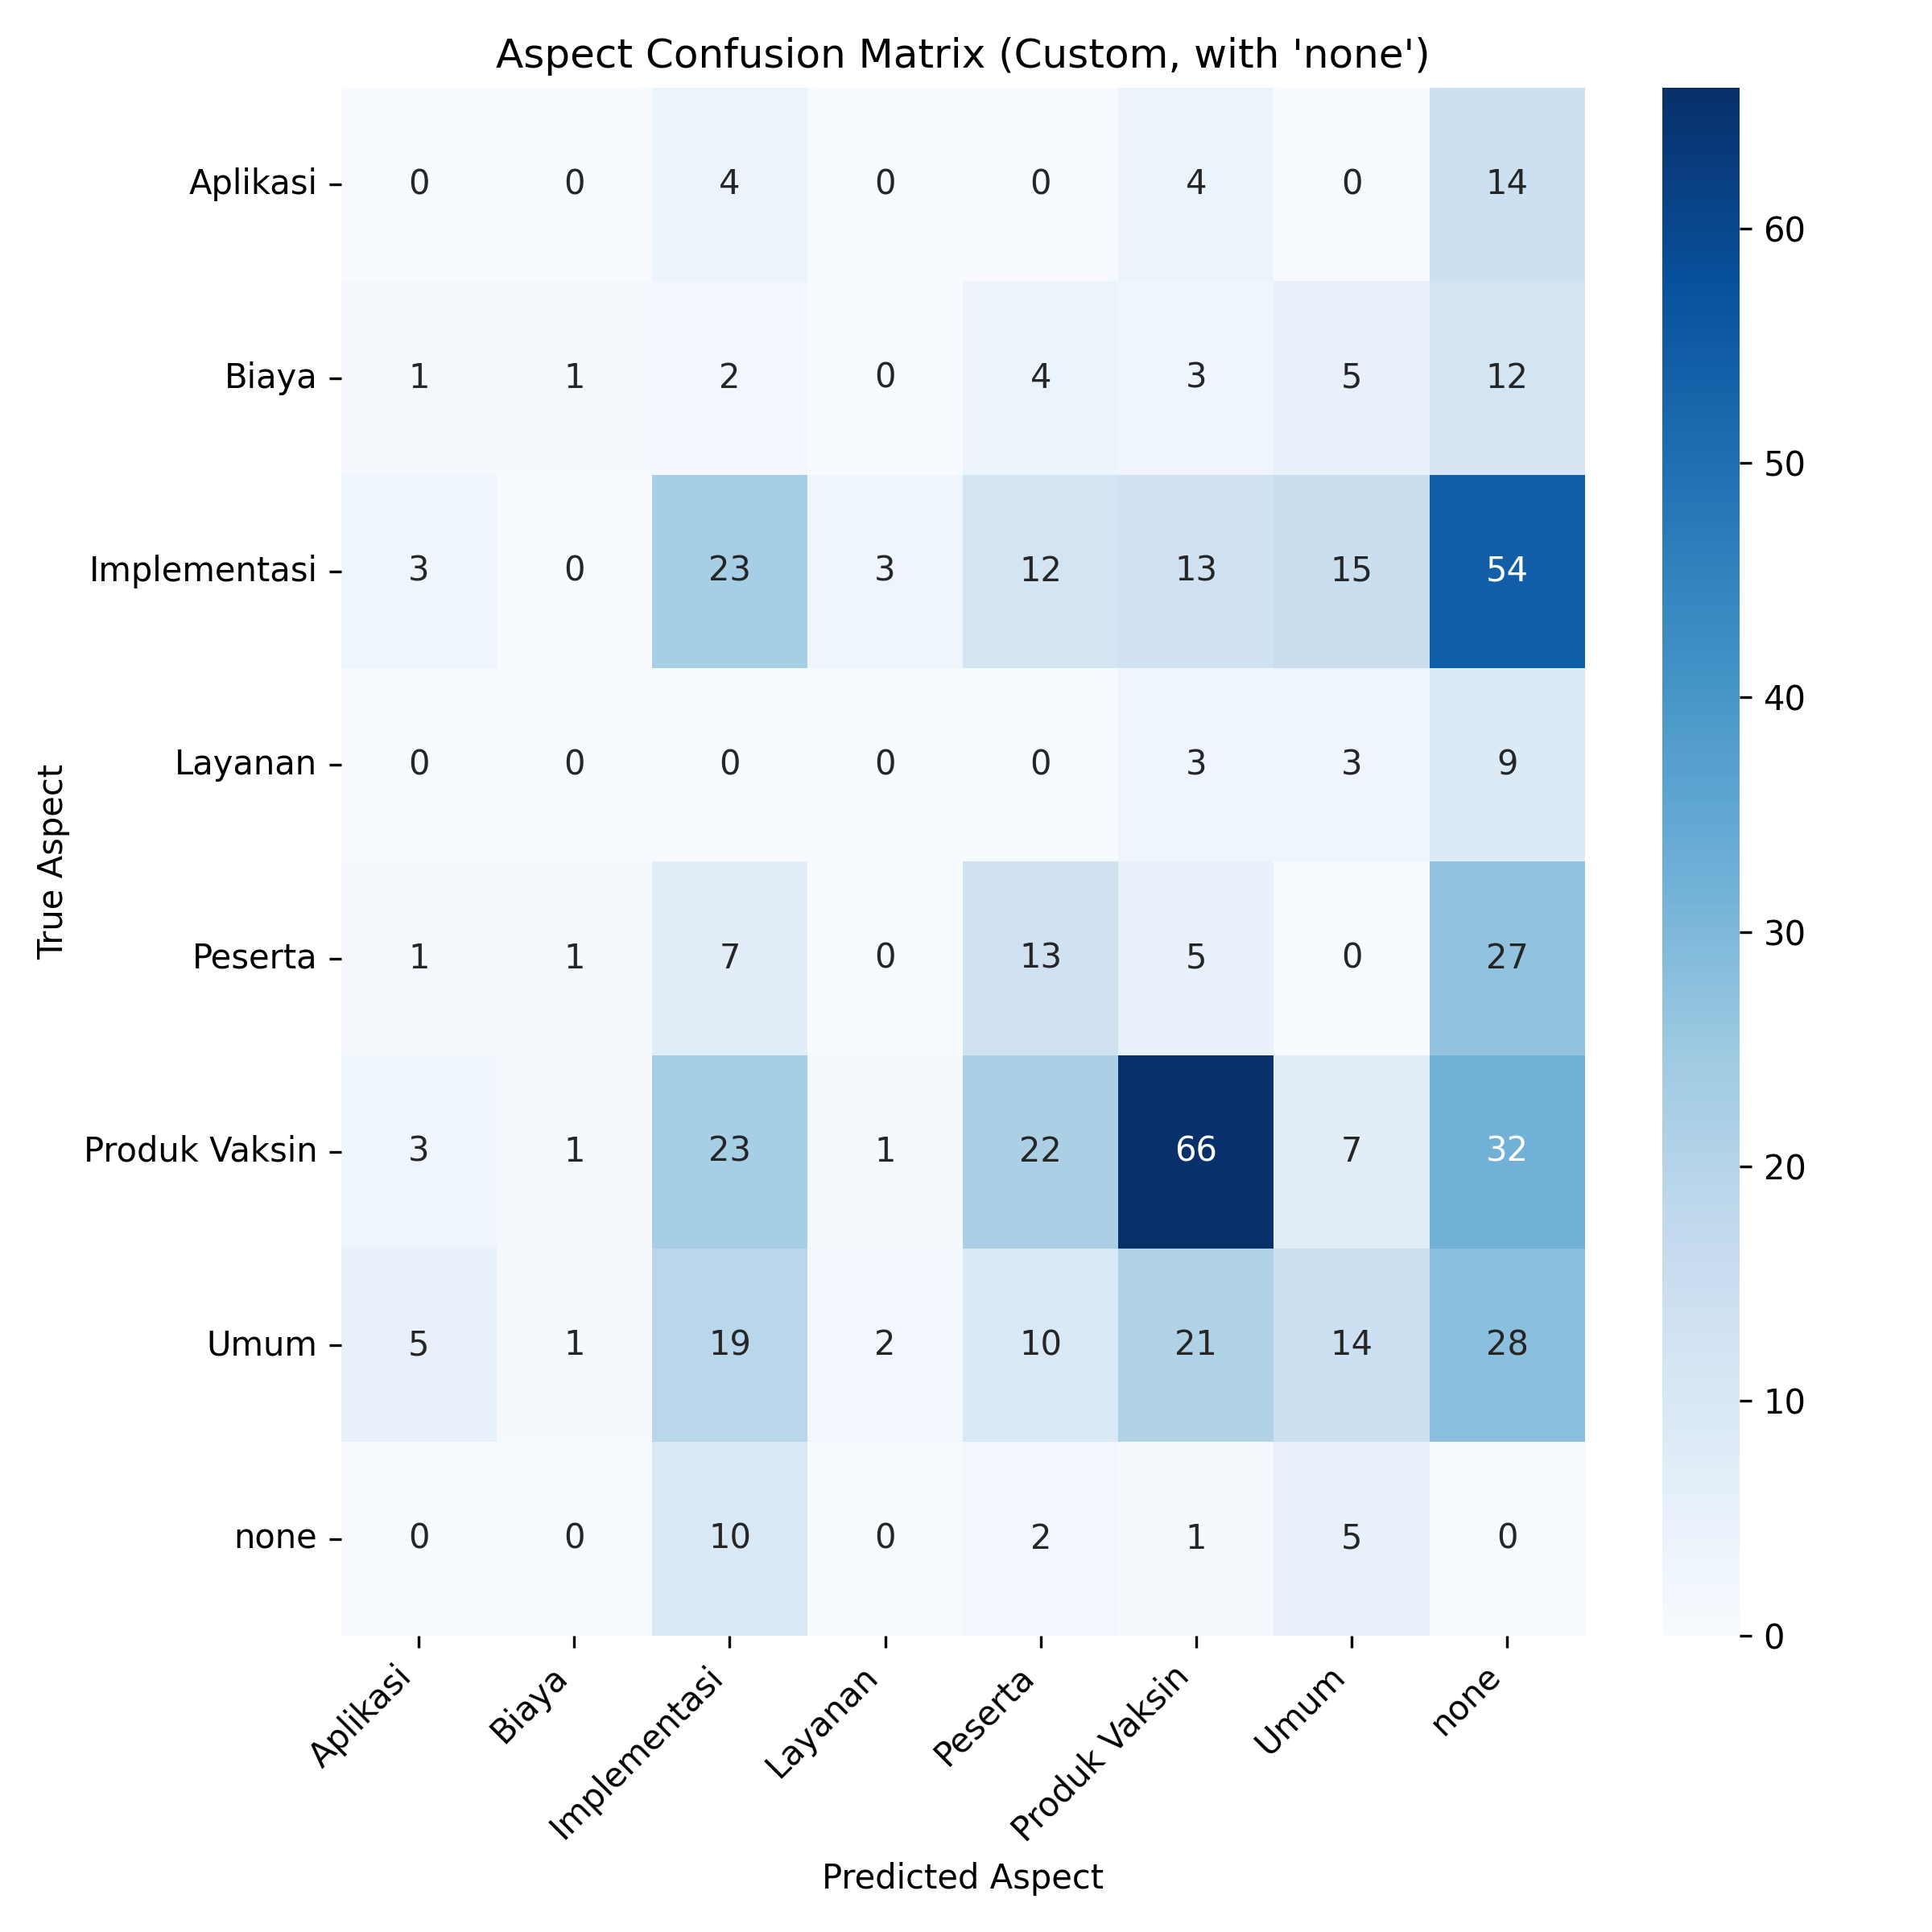 Aspect Confusion Matrix (Custom, with 'none')
True Aspect
Aplikasi 0 0 4 0 0 4 0 14
Biaya 1 1 2 0 4 3 5 12
Implementasi 3 0 23 3 12 13 15 54
Layanan 0 0 0 0 0 3 3 9
Peserta 1 1 7 0 13 5 0 27
Produk Vaksin 3 1 23 1 22 66 7 32
Umum 5 1 19 2 10 21 14 28
none 0 0 10 0 2 1 5 0
Aplikasi Biaya Implementasi Layanan Peserta Produk Vaksin Umum none
Predicted Aspect
60
50
40
30
20
10
0